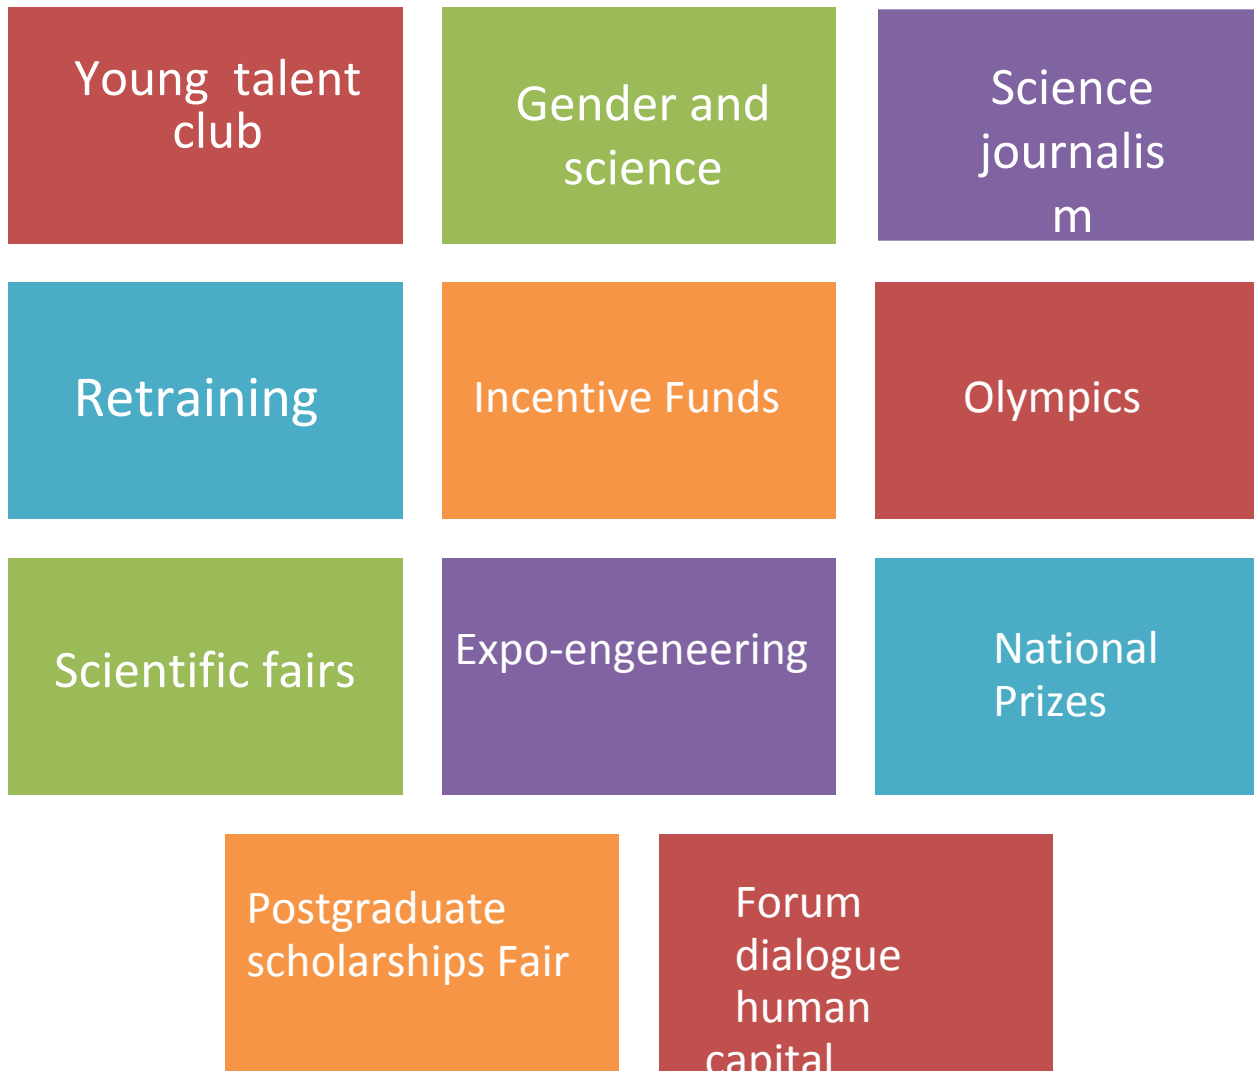 Young talent
club
Gender and
science
Science
journalis
m
Retraining
Incentive Funds
Olympics
Scientific fairs
Expo-engeneering
National
Prizes
Postgraduate
scholarships Fair
Forum
dialogue
human
capital